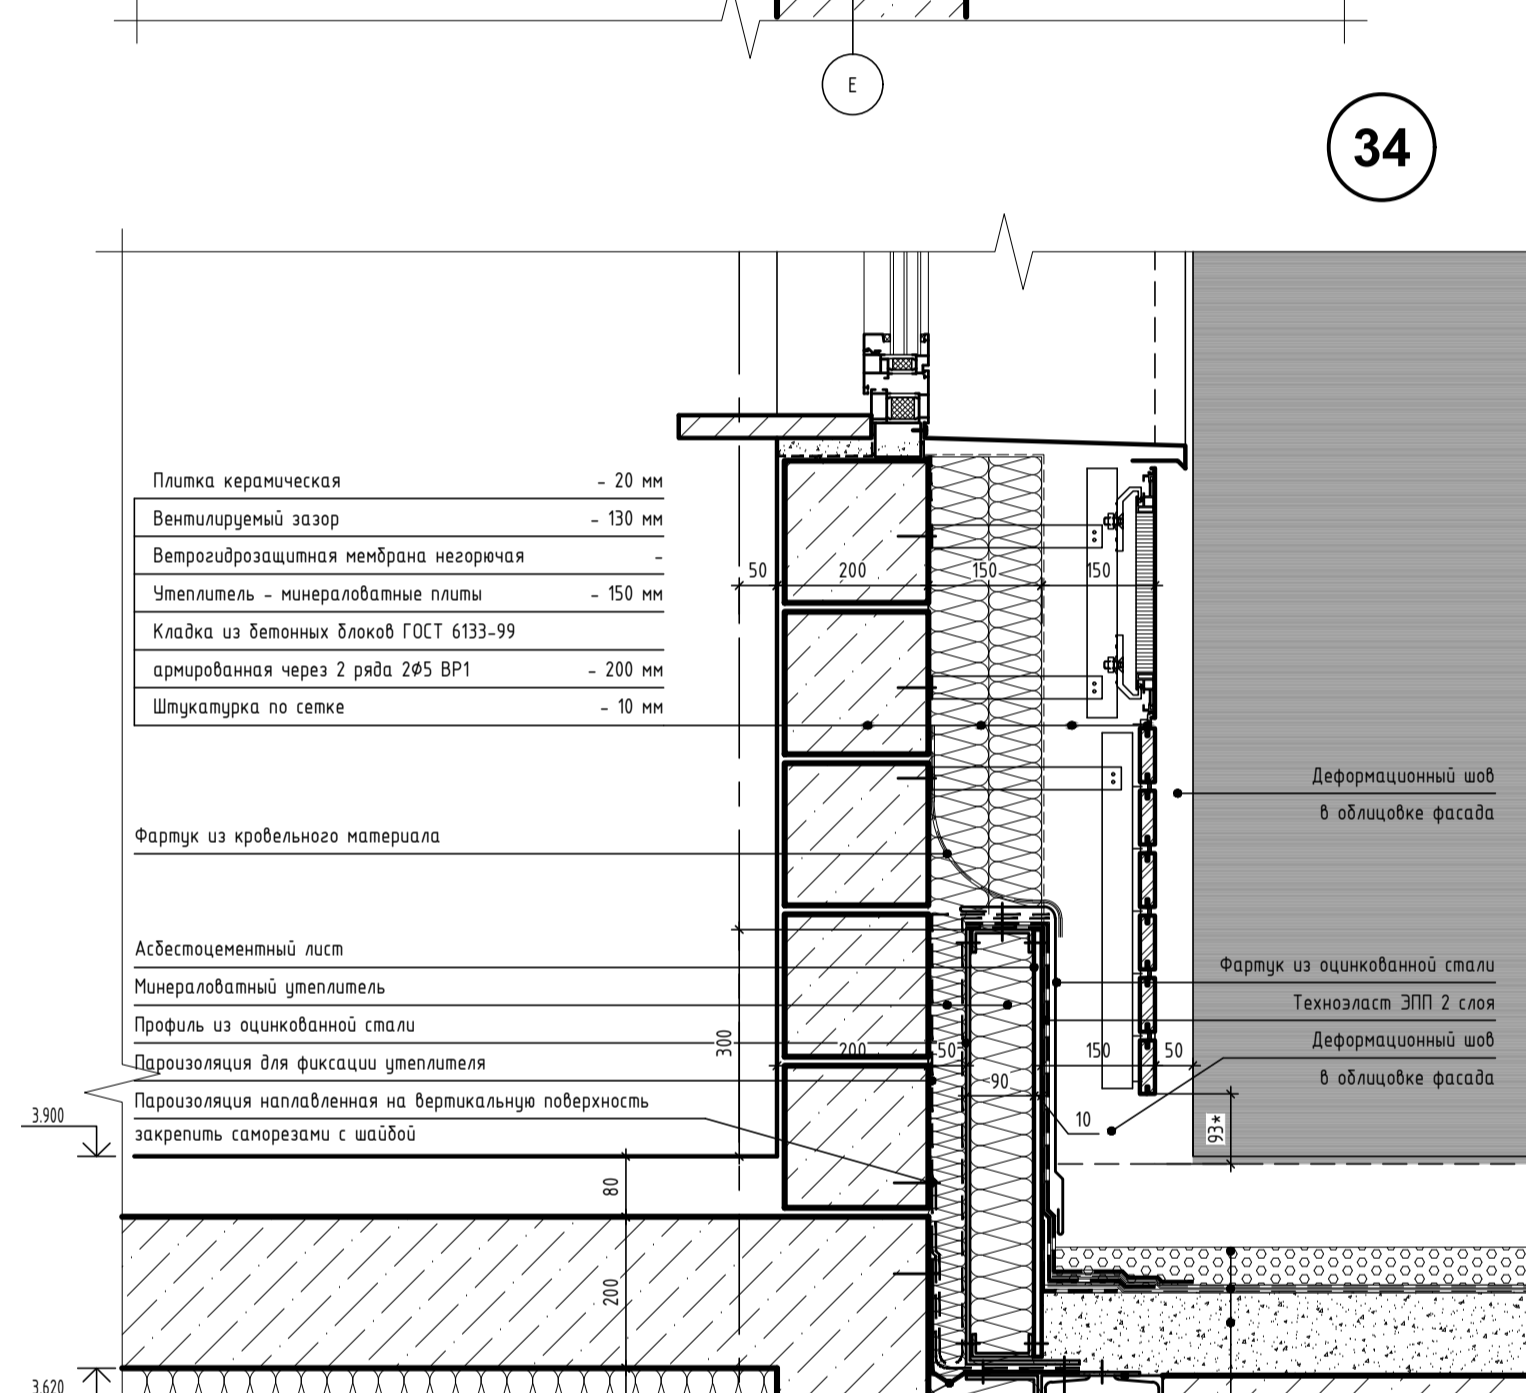 Е
34
Плитка керамическая - 20 мм
Вентилируемый зазор - 130 мм
Ветрогидрозащитная мембрана негорючая -
Утеплитель - минераловатные плиты - 150 мм
Кладка из бетонных блоков ГОСТ 6133-99
армированная через 2 ряда 2Ф5 ВР1 - 200 мм
Штукатурка по сетке - 10 мм
50 200 150 150
Деформационный шов
в облицовке фасада
Фартук из кровельного материала
Асбестоцементный лист
Минераловатный утеплитель
Профиль из оцинкованной стали
Пароизоляция для фиксации утеплителя
Пароизоляция наплавленная на вертикальную поверхность
закрепить саморезами с шайбой
Фартук из оцинкованной стали
Техноэласт ЭПП 2 слоя
Деформационный шов
в облицовке фасада
300
200 50 150 50
90
10
93*
3.900
80
200
3.620